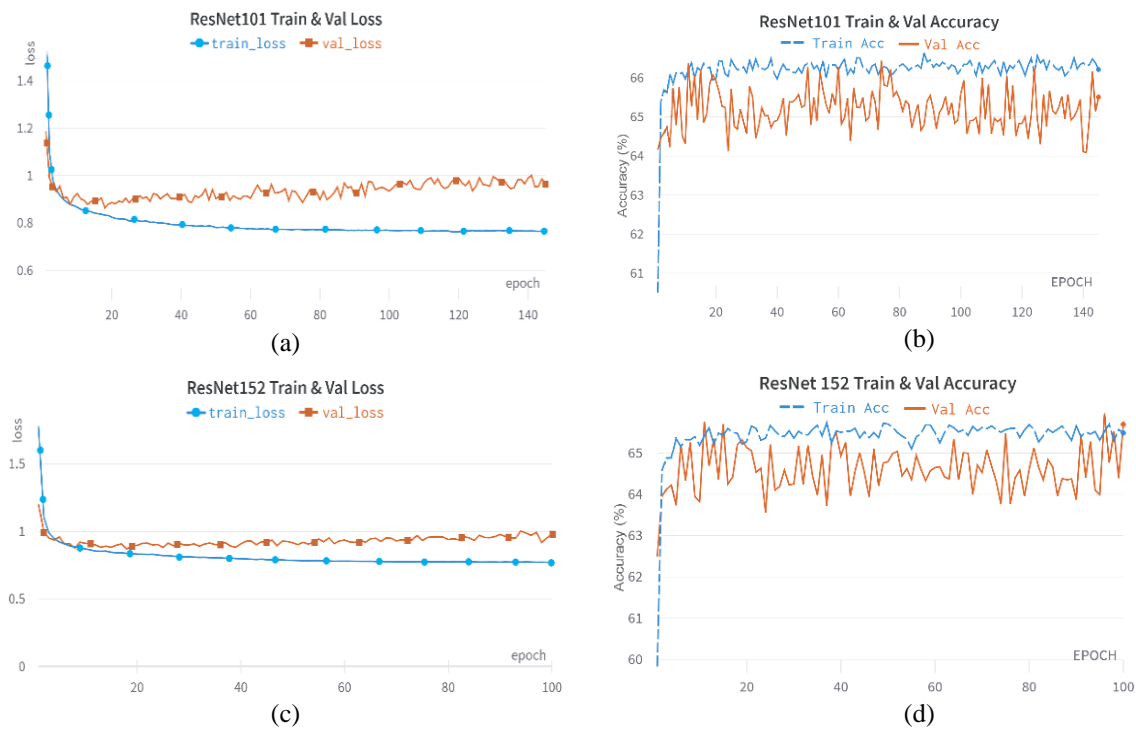 ResNet101 Train & Val Loss
train_loss val_loss
loss
1.4
1.2
1
0.8
0.6
epoch
20 40 60 80 100 120 140
(a)
ResNet101 Train & Val Accuracy
Train Acc Val Acc
Accuracy (%)
66
65
64
63
62
61
EPOCH
20 40 60 80 100 120 140
(b)
ResNet152 Train & Val Loss
train_loss val_loss
loss
1.5
1
0.5
0
epoch
20 40 60 80 100
(c)
ResNet 152 Train & Val Accuracy
Train Acc Val Acc
Accuracy (%)
65
64
63
62
61
60
EPOCH
20 40 60 80 100
(d)